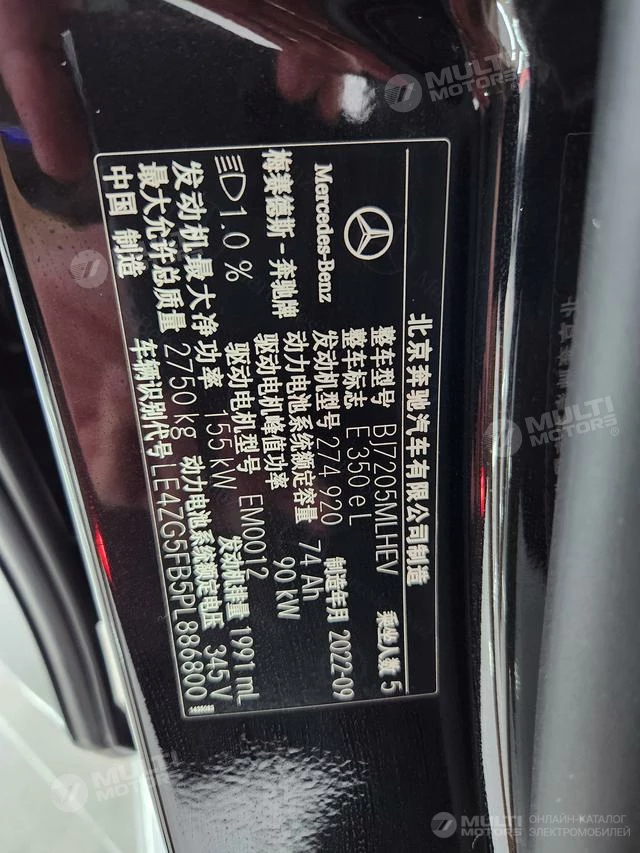 北京奔驰汽车有限公司制造
Mercedes-Benz
梅赛德斯-奔驰牌
整车型号 BJ7205MLHEV 乘坐人数 5
整车标志 E 350 e L
发动机型号 274 920 制造年月 2022-09
动力电池系统额定容量 74 Ah
驱动电机峰值功率 90 kW
1.0 % 驱动电机型号 EM0012
发动机最大净功率 155 kW 发动机排量 1991 mL
最大允许总质量 2750 kg 动力电池系统额定电压 345 V
中国 制造 车辆识别代号 LE4ZG5FB5PL886800
MULTI
MOTORS
MULTI
MOTORS
MULTI
MOTORS
MULTI
MOTORS
ОНЛАЙН-КАТАЛОГ
ЭЛЕКТРОМОБИЛЕЙ